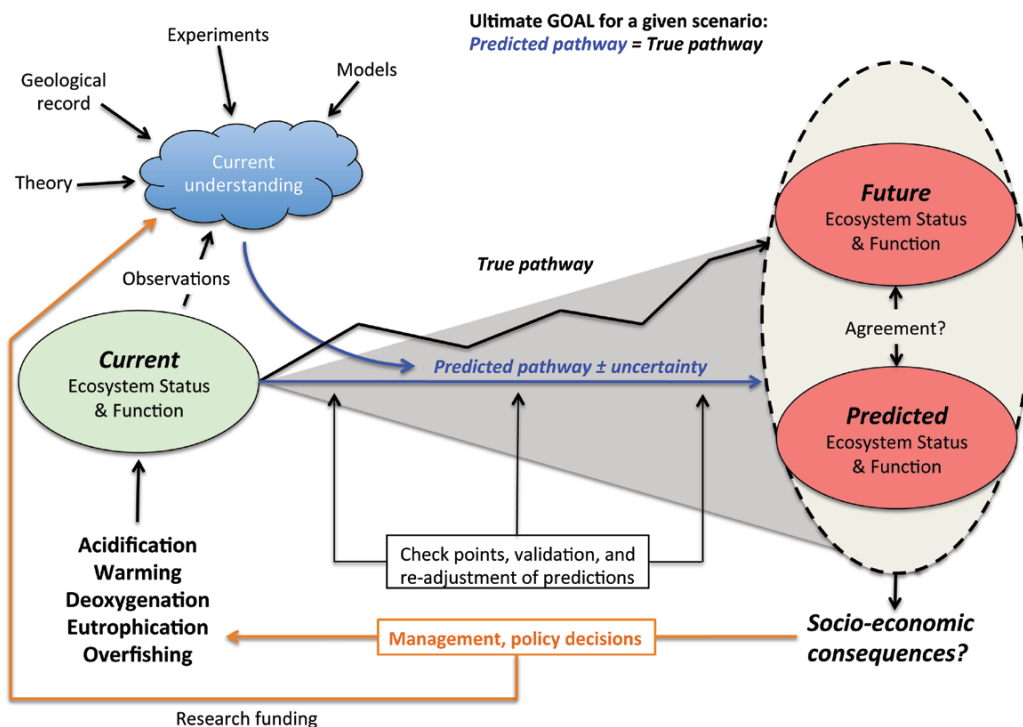 Ultimate GOAL for a given scenario:
Predicted pathway = True pathway
Experiments
Models
Geological
record
Theory
Current
understanding
Observations
True pathway
Future
Ecosystem Status
& Function
Agreement?
Current
Ecosystem Status
& Function
Predicted pathway ± uncertainty
Predicted
Ecosystem Status
& Function
Check points, validation, and
re-adjustment of predictions
Acidification
Warming
Deoxygenation
Eutrophication
Overfishing
Management, policy decisions
Socio-economic
consequences?
Research funding